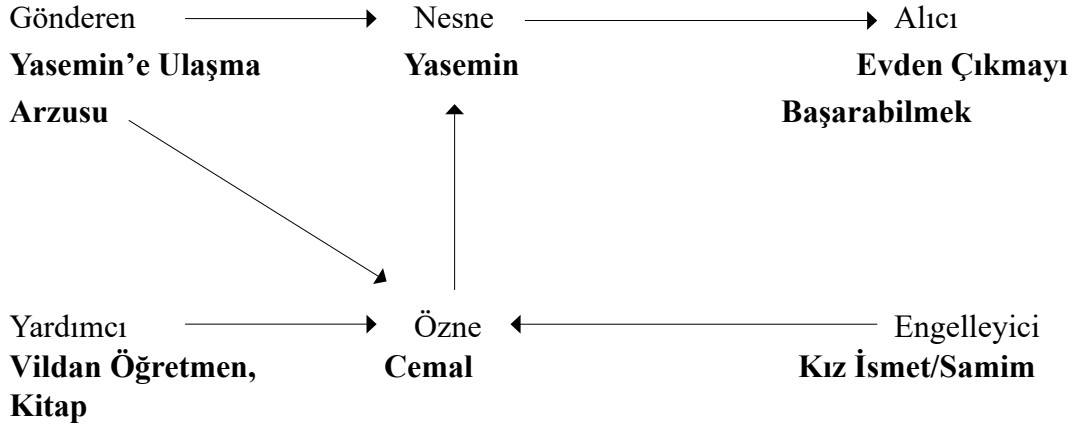 Gönderen Nesne Alıcı
Yasemin’e Ulaşma Yasemin Evden Çıkmayı
Arzusu Başarabilmek
Yardımcı Özne Engelleyici
Vildan Öğretmen, Cemal Kız İsmet/Samim
Kitap